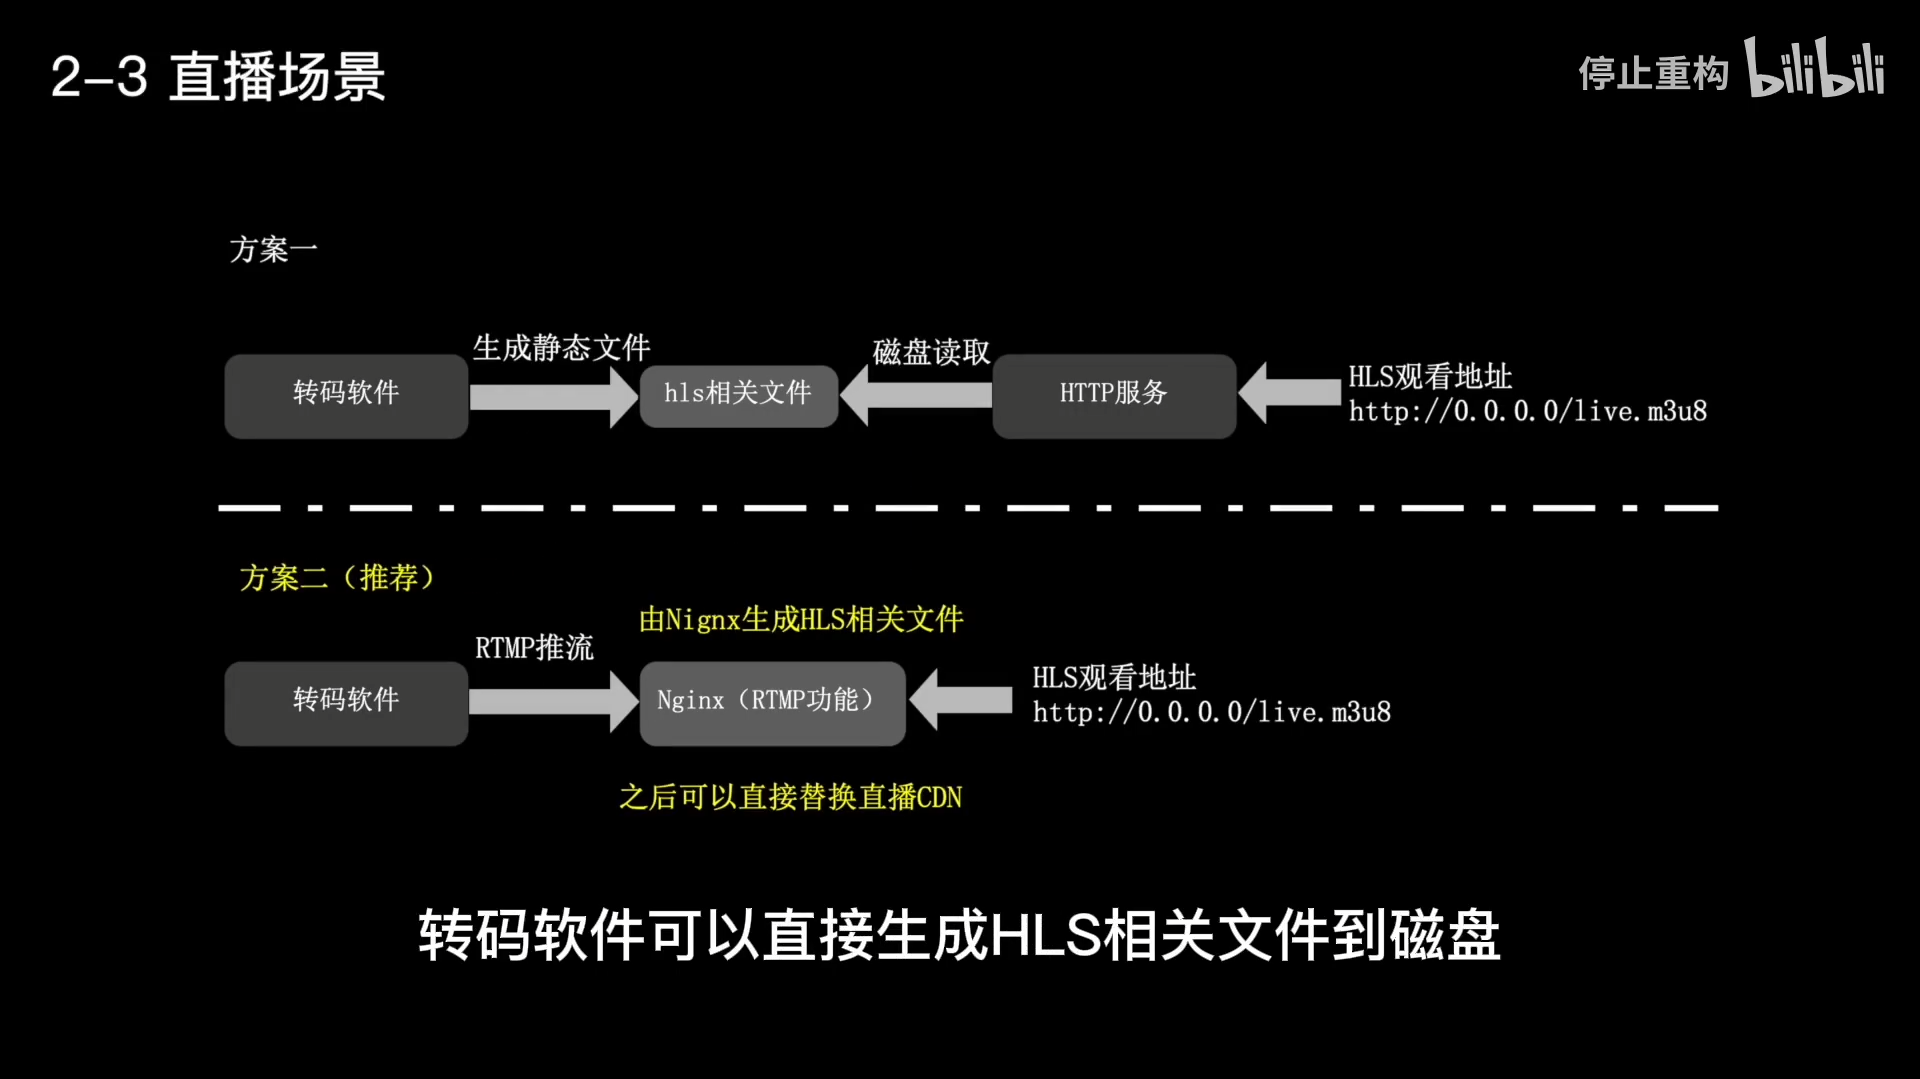 2-3 直播场景
停止重构 bilibili
方案一
生成静态文件
磁盘读取
转码软件
hls相关文件
HTTP服务
HLS观看地址
http://0.0.0.0/live.m3u8
方案二（推荐）
由Nignx生成HLS相关文件
RTMP推流
转码软件
Nginx（RTMP功能）
HLS观看地址
http://0.0.0.0/live.m3u8
之后可以直接替换直播CDN
转码软件可以直接生成HLS相关文件到磁盘